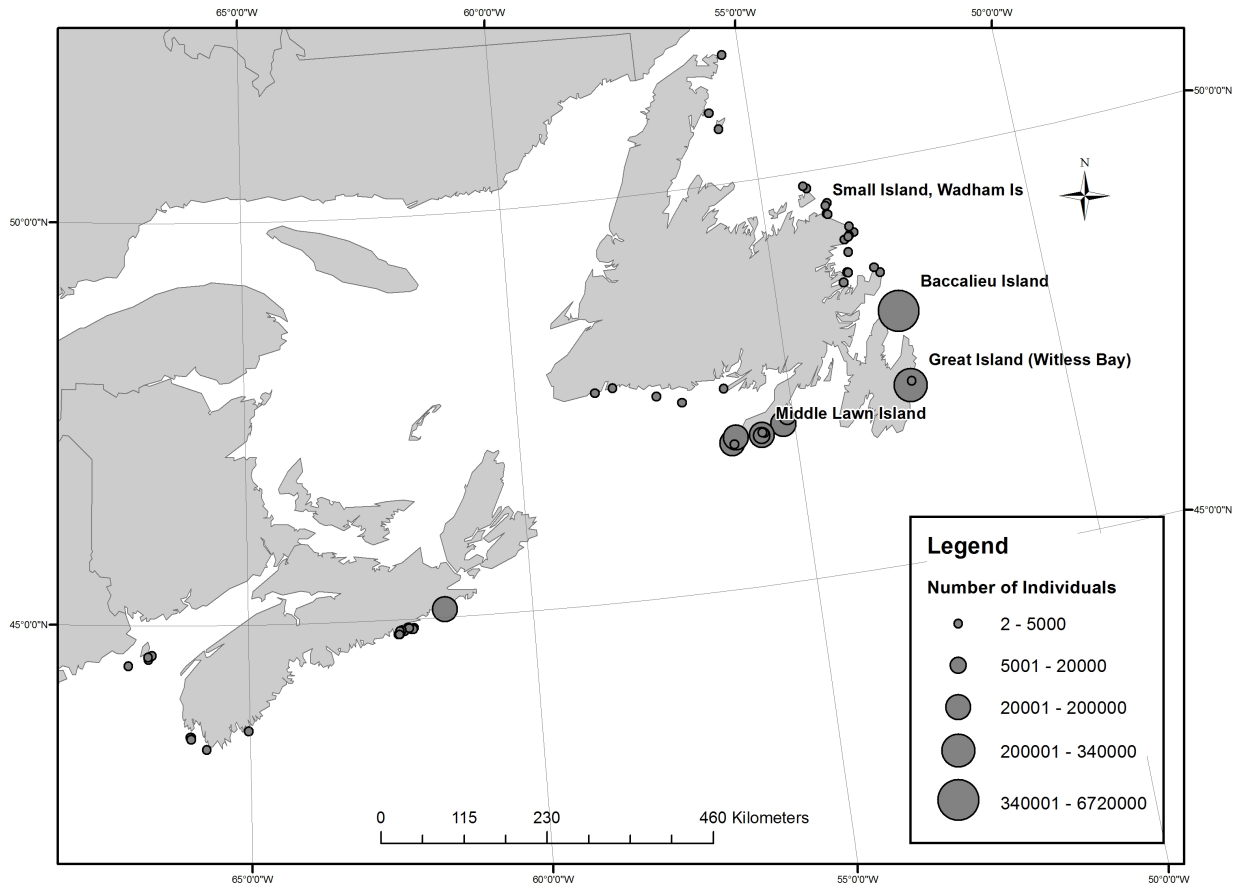 65°0'0"W 60°0'0"W 55°0'0"W 50°0'0"W
50°0'0"N
N
Small Island, Wadham Is
50°0'0"N
Baccalieu Island
Great Island (Witless Bay)
Middle Lawn Island
45°0'0"N
Legend
Number of Individuals
2 - 5000
45°0'0"N
5001 - 20000
20001 - 200000
200001 - 340000
340001 - 6720000
0 115 230 460 Kilometers
65°0'0"W 60°0'0"W 55°0'0"W 50°0'0"W